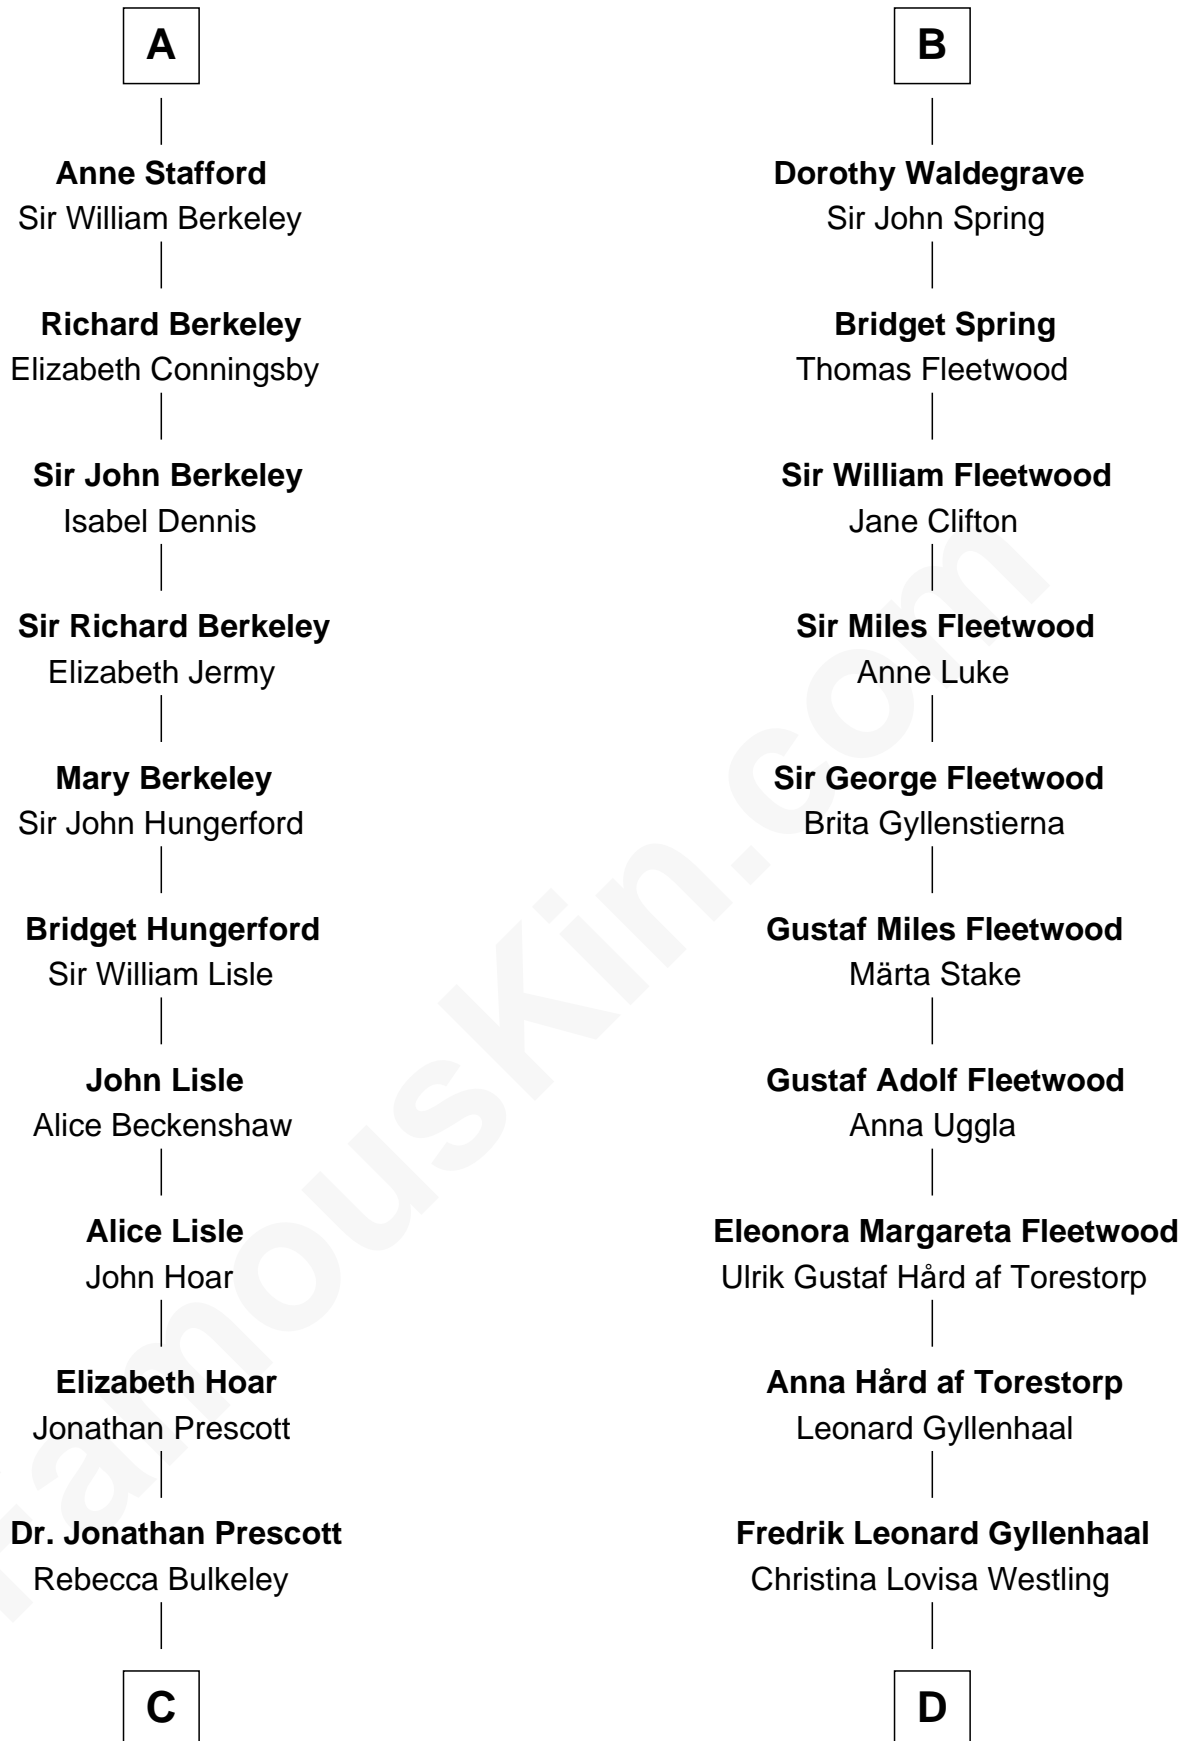 A
Anne Stafford
Sir William Berkeley
Richard Berkeley
Elizabeth Conningsby
Sir John Berkeley
Isabel Dennis
Sir Richard Berkeley
Elizabeth Jermy
Mary Berkeley
Sir John Hungerford
Bridget Hungerford
Sir William Lisle
John Lisle
Alice Beckenshaw
Alice Lisle
John Hoar
Elizabeth Hoar
Jonathan Prescott
Dr. Jonathan Prescott
Rebecca Bulkeley
C
B
Dorothy Waldegrave
Sir John Spring
Bridget Spring
Thomas Fleetwood
Sir William Fleetwood
Jane Clifton
Sir Miles Fleetwood
Anne Luke
Sir George Fleetwood
Brita Gyllenstierna
Gustaf Miles Fleetwood
Märta Stake
Gustaf Adolf Fleetwood
Anna Uggla
Eleonora Margareta Fleetwood
Ulrik Gustaf Hård af Torestorp
Anna Hård af Torestorp
Leonard Gyllenhaal
Fredrik Leonard Gyllenhaal
Christina Lovisa Westling
D
FamousKin.com